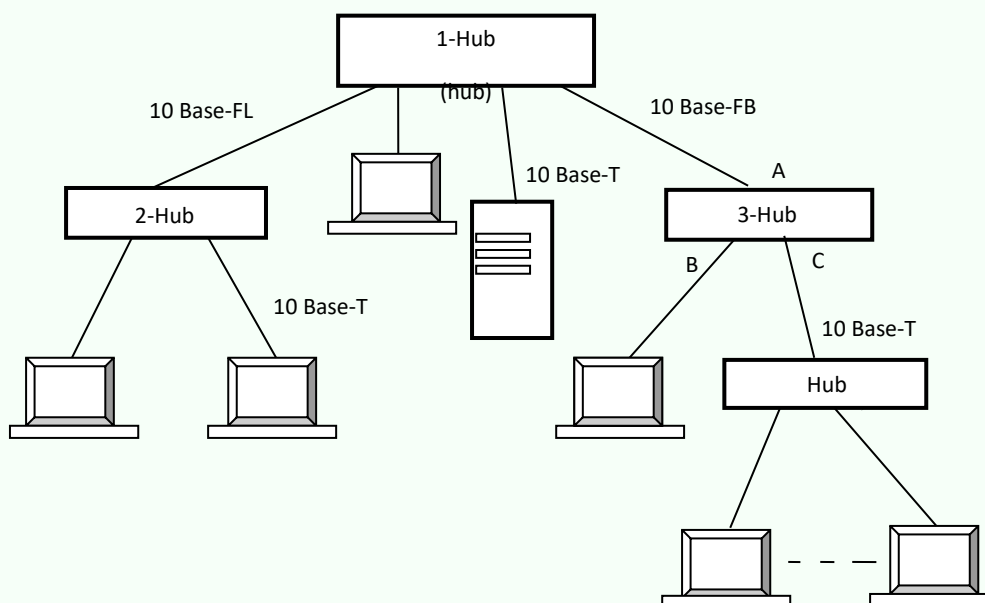 1-Hub
(hub)
10 Base-FL
10 Base-FB
10 Base-T
A
2-Hub
3-Hub
B
C
10 Base-T
10 Base-T
Hub